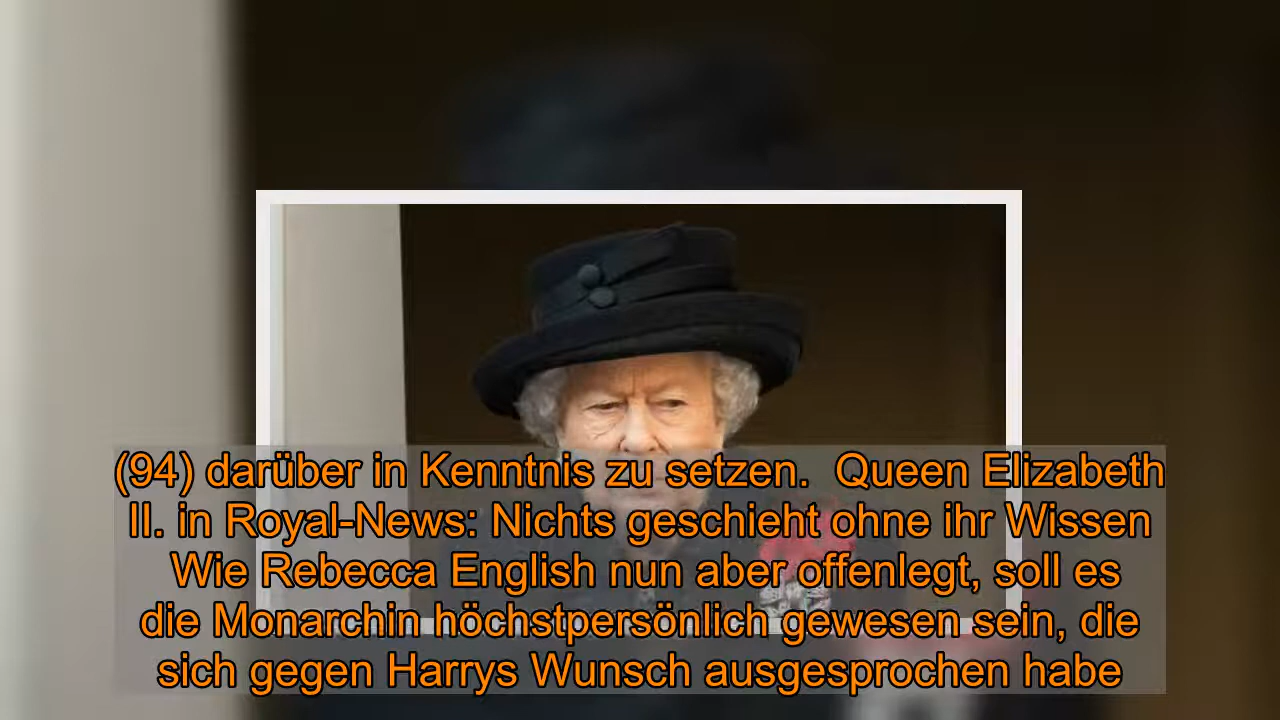 (94) darüber in Kenntnis zu setzen.  Queen Elizabeth
II. in Royal-News: Nichts geschieht ohne ihr Wissen
Wie Rebecca English nun aber offenlegt, soll es
die Monarchin höchstpersönlich gewesen sein, die
sich gegen Harrys Wunsch ausgesprochen habe